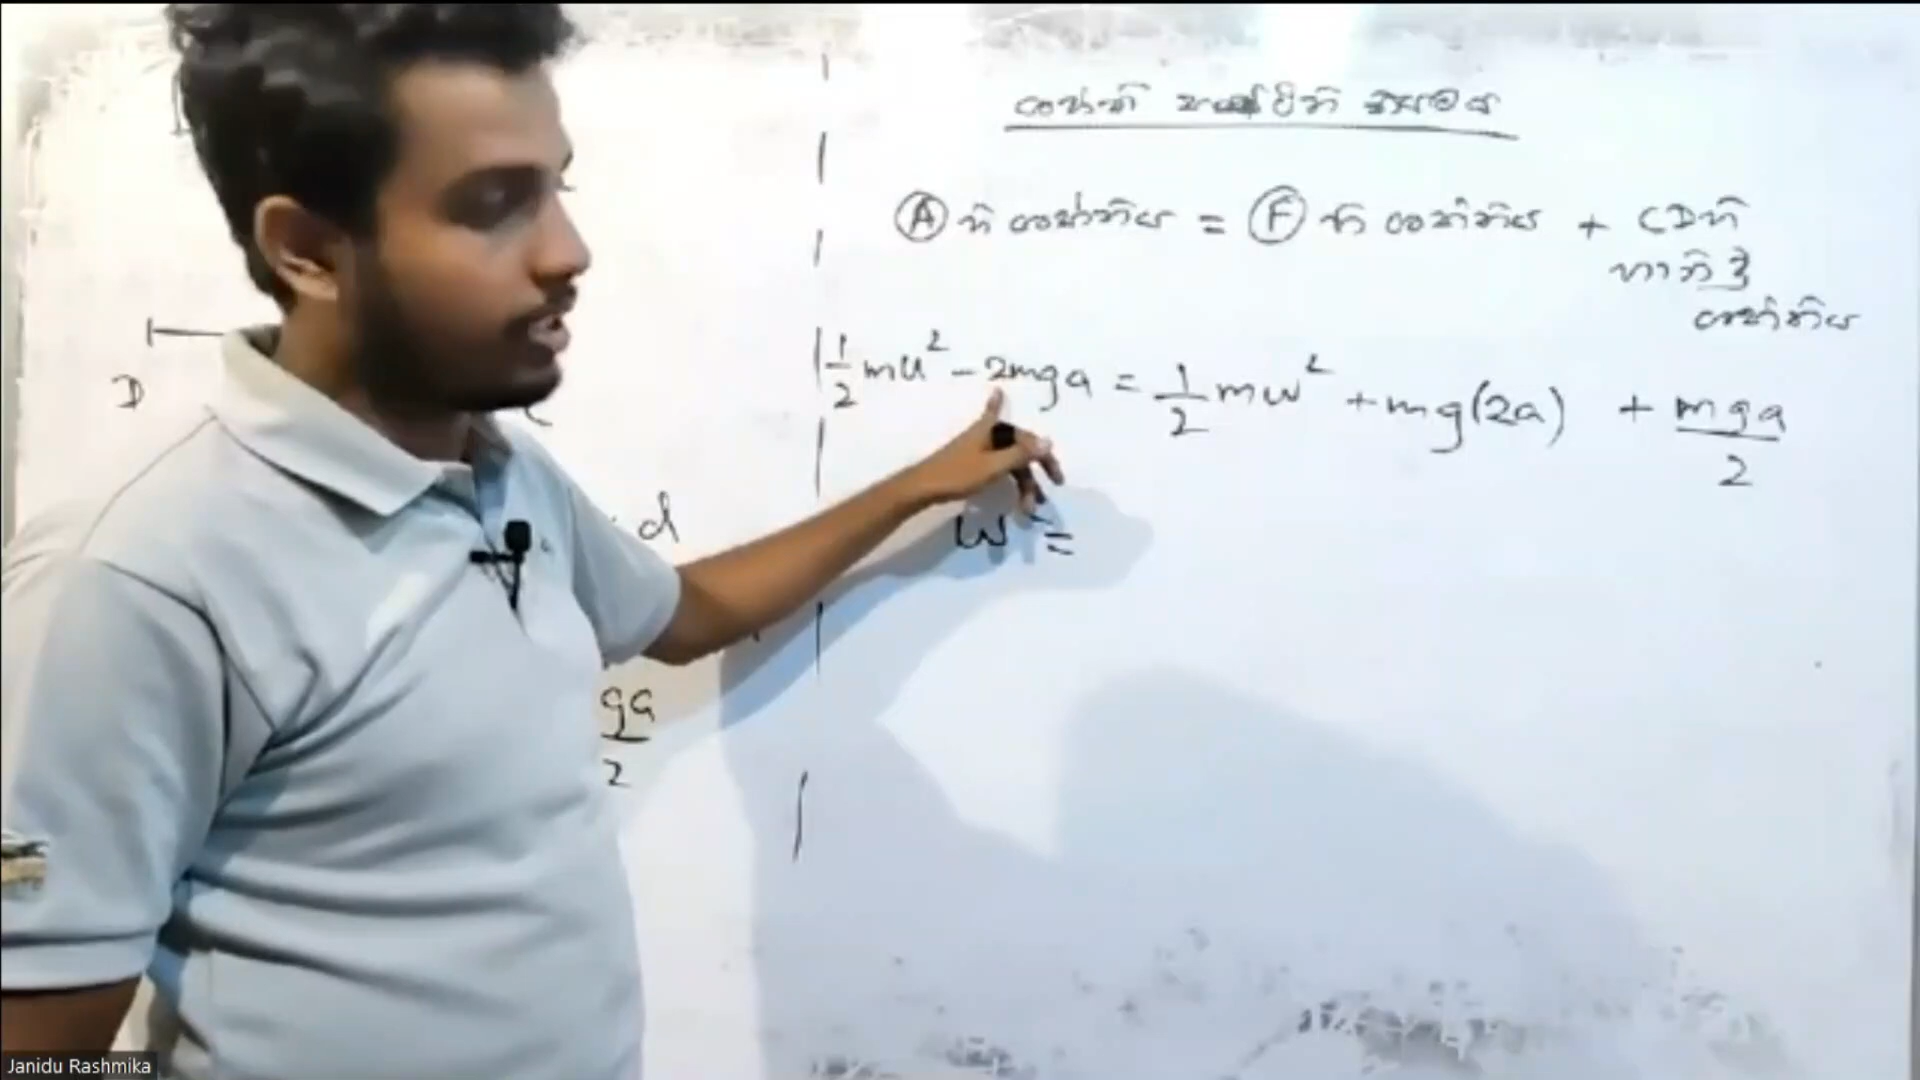 ශක්ති සංස්ථිති නියමය
Ⓐ හි ශක්තිය = Ⓕ හි ශක්තිය + CD හි
හානි වූ
ශක්තිය
D
1/2 mu² - 2mga = 1/2 mw² + mg(2a) + mga/2
d
w² =
ga
2
Janidu Rashmika